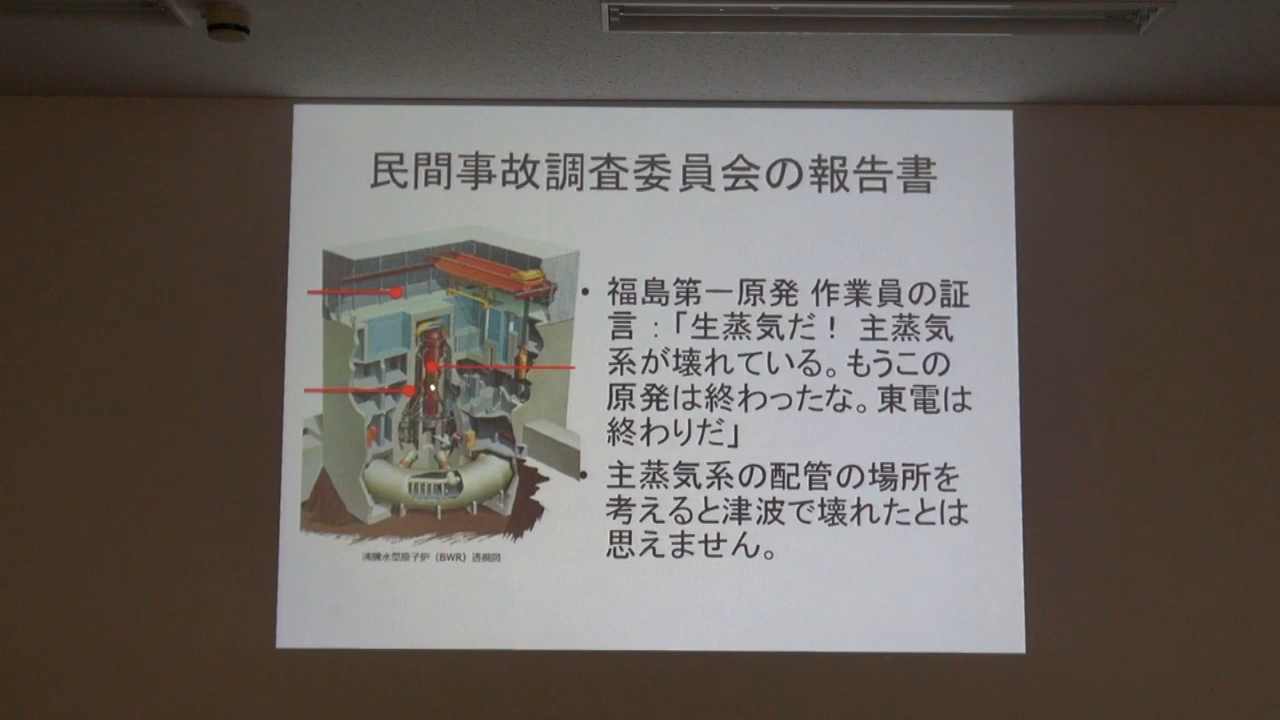 民間事故調査委員会の報告書
• 福島第一原発 作業員の証
言：「生蒸気だ！ 主蒸気
系が壊れている。もうこの
原発は終わったな。東電は
終わりだ」
• 主蒸気系の配管の場所を
考えると津波で壊れたとは
思えません。
沸騰水型原子炉（BWR）透視図